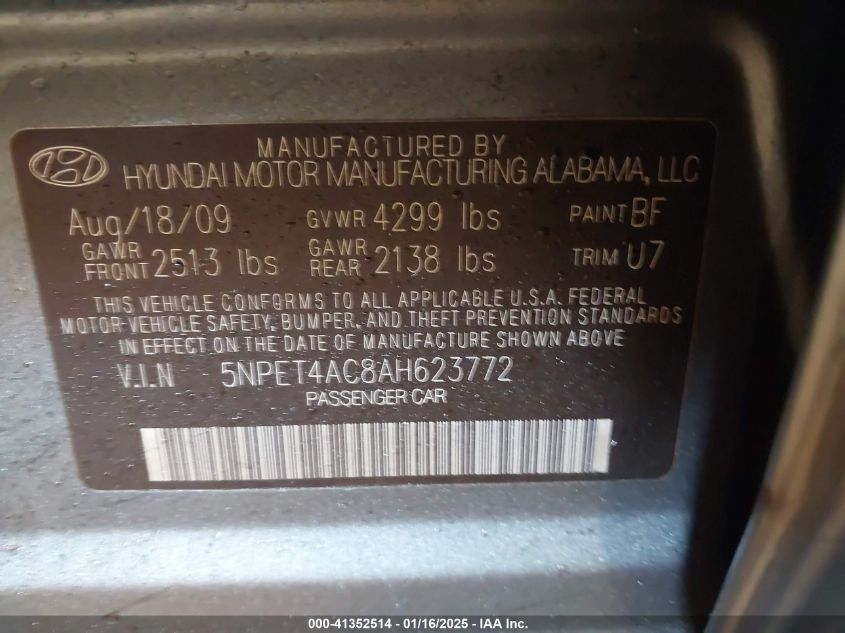 MANUFACTURED BY
HYUNDAI MOTOR MANUFACTURING ALABAMA, LLC
Aug/18/09 GVWR 4299 lbs PAINT BF
GAWR FRONT 2513 lbs GAWR REAR 2138 lbs TRIM U7
THIS VEHICLE CONFORMS TO ALL APPLICABLE U.S.A. FEDERAL
MOTOR-VEHICLE SAFETY, BUMPER, AND THEFT PREVENTION STANDARDS
IN EFFECT ON THE DATE OF MANUFACTURE SHOWN ABOVE
V.I.N 5NPET4AC8AH623772
PASSENGER CAR
000-41352514 - 01/16/2025 - IAA Inc.